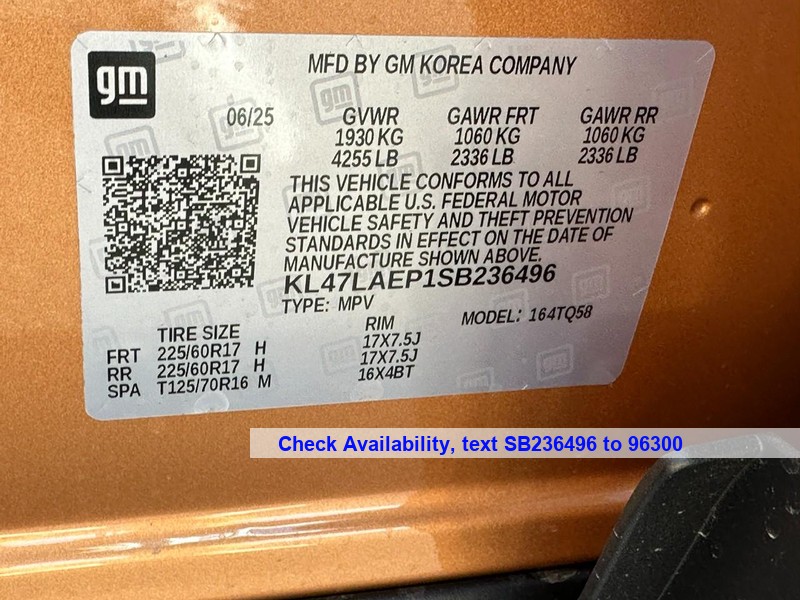 gm
MFD BY GM KOREA COMPANY
06/25 GVWR GAWR FRT GAWR RR
1930 KG 1060 KG 1060 KG
4255 LB 2336 LB 2336 LB
THIS VEHICLE CONFORMS TO ALL
APPLICABLE U.S. FEDERAL MOTOR
VEHICLE SAFETY AND THEFT PREVENTION
STANDARDS IN EFFECT ON THE DATE OF
MANUFACTURE SHOWN ABOVE.
KL47LAEP1SB236496
TYPE: MPV MODEL: 164TQ58
TIRE SIZE RIM
FRT 225/60R17 H 17X7.5J
RR 225/60R17 H 17X7.5J
SPA T125/70R16 M 16X4BT
Check Availability, text SB236496 to 96300